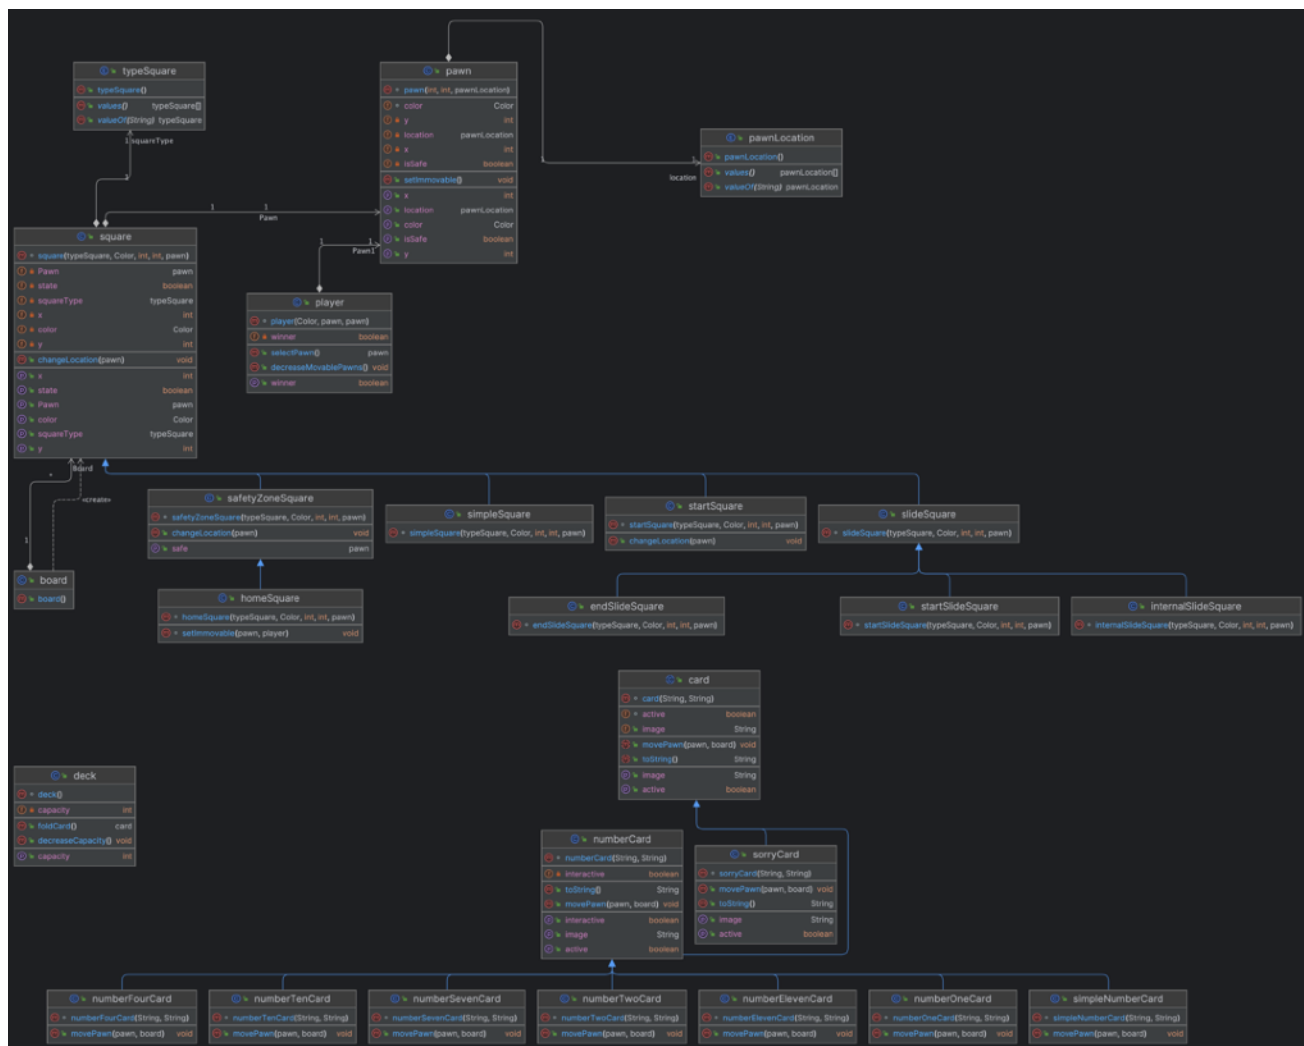 typeSquare
typeSquare()
values() typeSquare[]
valueOf(String) typeSquare
1 squareType
1
pawn
pawn(int, int, pawnLocation)
color Color
y int
location pawnLocation
x int
isSafe boolean
setImmovable() void
x int
location pawnLocation
color Color
isSafe boolean
y int
1
1
location
pawnLocation
pawnLocation()
values() pawnLocation[]
valueOf(String) pawnLocation
1 1
Pawn
1 1
Pawn1
square
square(typeSquare, Color, int, int, pawn)
Pawn pawn
state boolean
squareType typeSquare
x int
color Color
y int
changeLocation(pawn) void
x int
state boolean
Pawn pawn
color Color
squareType typeSquare
y int
player
player(Color, pawn, pawn)
winner boolean
selectPawn() pawn
decreseMovablePawns() void
winner boolean
Board
*
«create»
1
board
board()
safetyZoneSquare
safetyZoneSquare(typeSquare, Color, int, int, pawn)
changeLocation(pawn) void
safe pawn
simpleSquare
simpleSquare(typeSquare, Color, int, int, pawn)
startSquare
startSquare(typeSquare, Color, int, int, pawn)
changeLocation(pawn) void
slideSquare
slideSquare(typeSquare, Color, int, int, pawn)
homeSquare
homeSquare(typeSquare, Color, int, int, pawn)
setImmovable(pawn, player) void
endSlideSquare
endSlideSquare(typeSquare, Color, int, int, pawn)
startSlideSquare
startSlideSquare(typeSquare, Color, int, int, pawn)
internalSlideSquare
internalSlideSquare(typeSquare, Color, int, int, pawn)
card
card(String, String)
active boolean
image String
movePawn(pawn, board) void
toString() String
image String
active boolean
deck
deck()
capacity int
foldCard() card
decreaseCapacity() void
capacity int
numberCard
numberCard(String, String)
interactive boolean
toString() String
movePawn(pawn, board) void
interactive boolean
image String
active boolean
sorryCard
sorryCard(String, String)
movePawn(pawn, board) void
toString() String
image String
active boolean
numberFourCard
numberFourCard(String, String)
movePawn(pawn, board) void
numberTenCard
numberTenCard(String, String)
movePawn(pawn, board) void
numberSevenCard
numberSevenCard(String, String)
movePawn(pawn, board) void
numberTwoCard
numberTwoCard(String, String)
movePawn(pawn, board) void
numberElevenCard
numberElevenCard(String, String)
movePawn(pawn, board) void
numberOneCard
numberOneCard(String, String)
movePawn(pawn, board) void
simpleNumberCard
simpleNumberCard(String, String)
movePawn(pawn, board) void